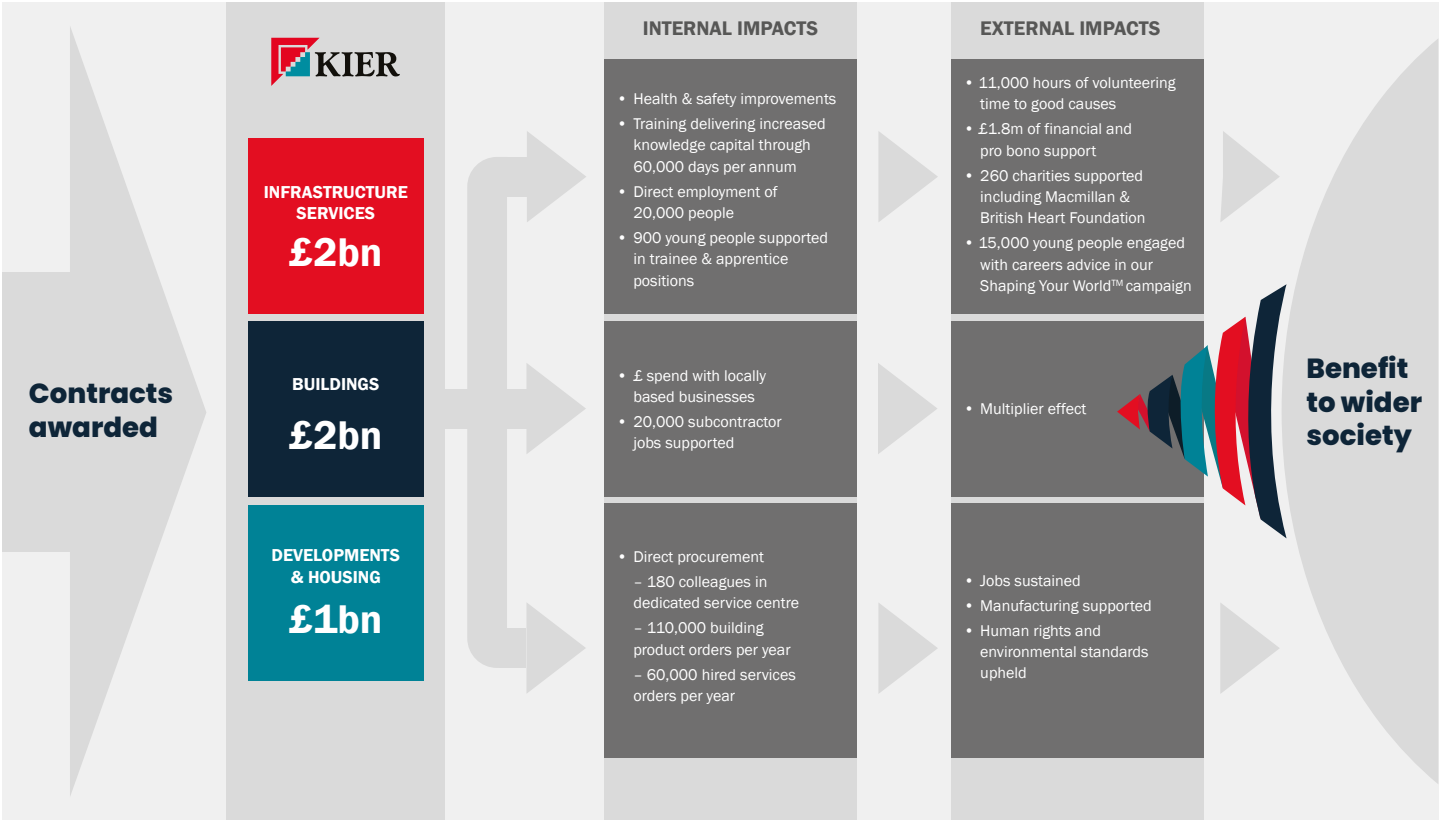 Contracts
awarded
KIER
INFRASTRUCTURE
SERVICES
£2bn
BUILDINGS
£2bn
DEVELOPMENTS
& HOUSING
£1bn
INTERNAL IMPACTS
• Health & safety improvements
• Training delivering increased
knowledge capital through
60,000 days per annum
• Direct employment of
20,000 people
• 900 young people supported
in trainee & apprentice
positions
• £ spend with locally
based businesses
• 20,000 subcontractor
jobs supported
• Direct procurement
– 180 colleagues in
dedicated service centre
– 110,000 building
product orders per year
– 60,000 hired services
orders per year
EXTERNAL IMPACTS
• 11,000 hours of volunteering
time to good causes
• £1.8m of financial and
pro bono support
• 260 charities supported
including Macmillan &
British Heart Foundation
• 15,000 young people engaged
with careers advice in our
Shaping Your World™ campaign
• Multiplier effect
• Jobs sustained
• Manufacturing supported
• Human rights and
environmental standards
upheld
Benefit
to wider
society